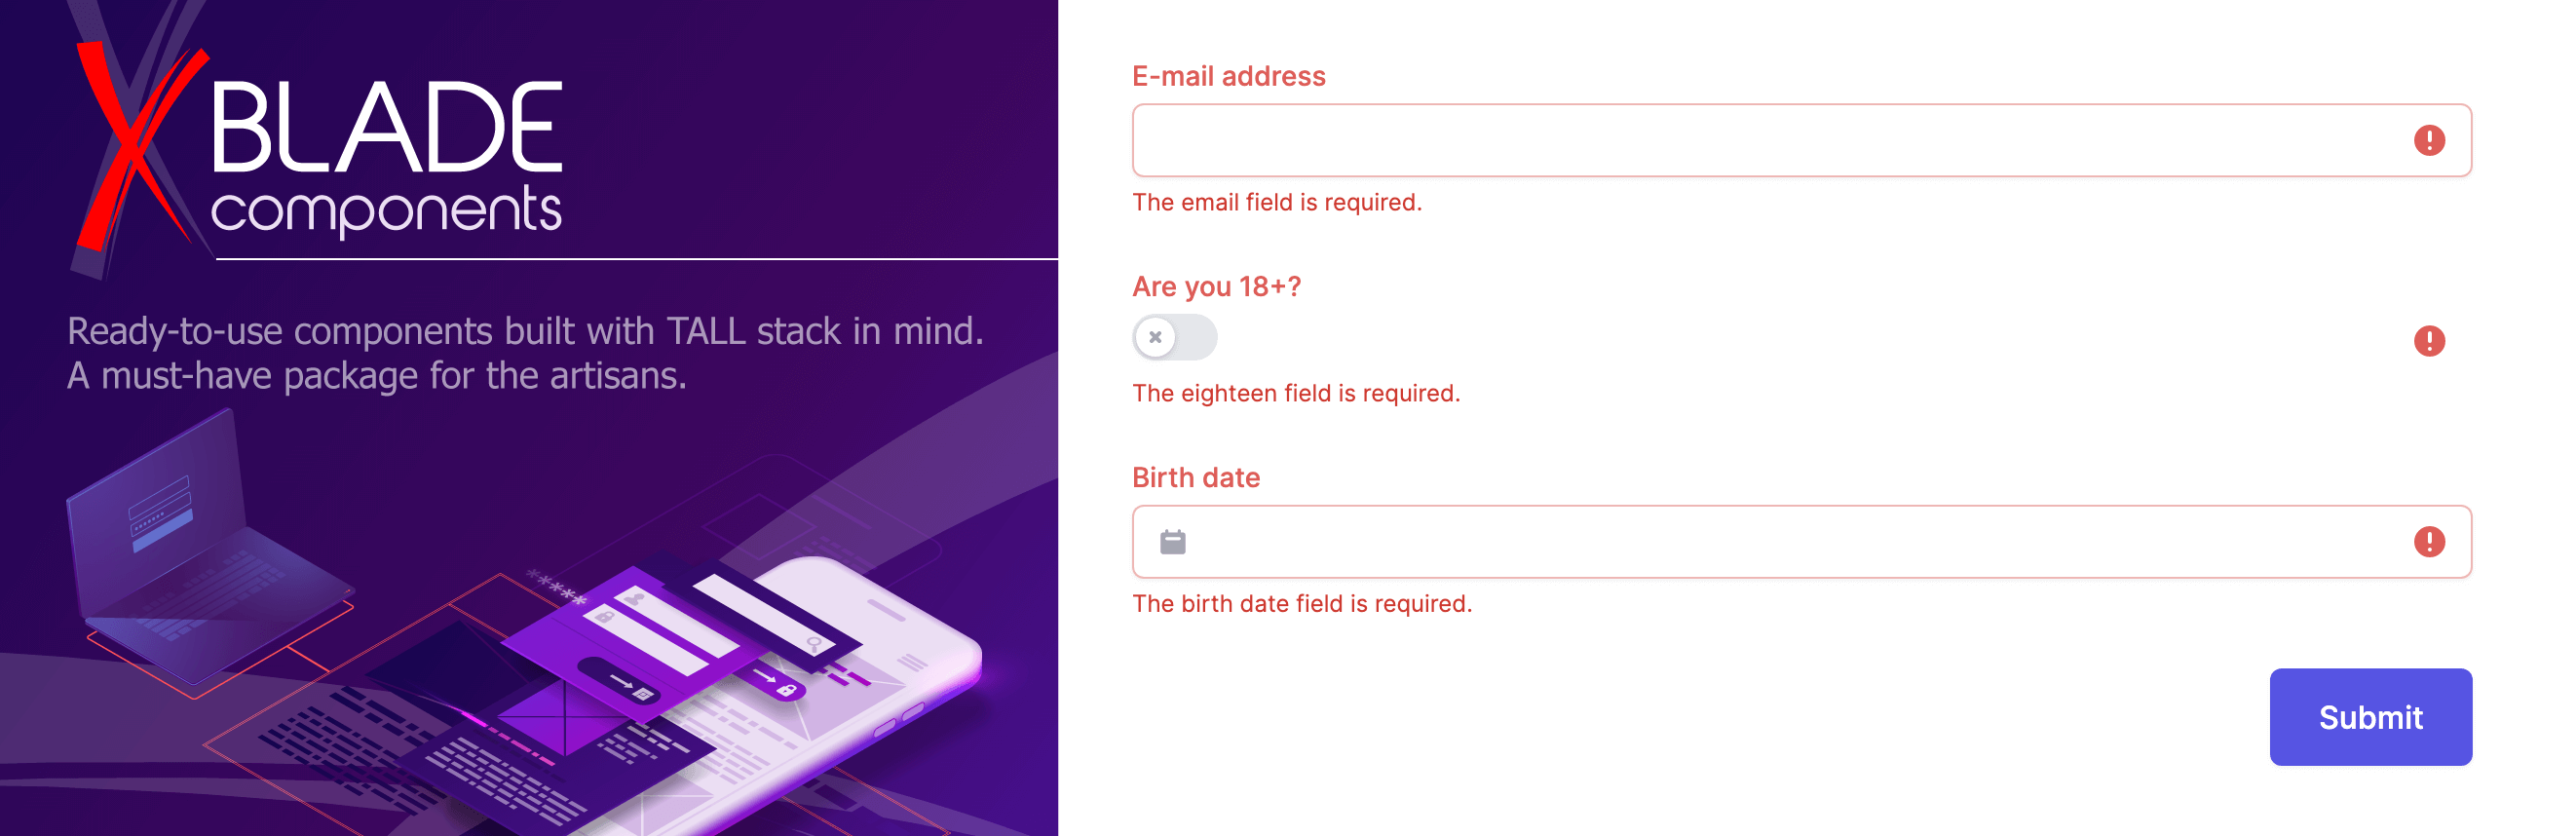 X BLADE
components
Ready-to-use components built with TALL stack in mind.
A must-have package for the artisans.
*****
E-mail address
The email field is required.
Are you 18+?
The eighteen field is required.
Birth date
The birth date field is required.
Submit